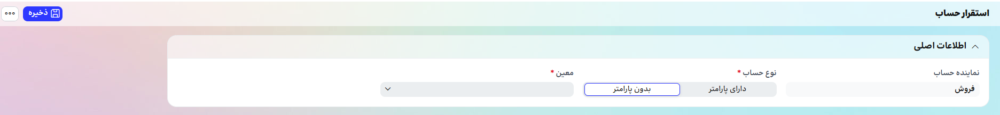 استقرار حساب
ذخیره
اطلاعات اصلی
نماینده حساب
نوع حساب *
معین *
فروش
دارای پارامتر
بدون پارامتر